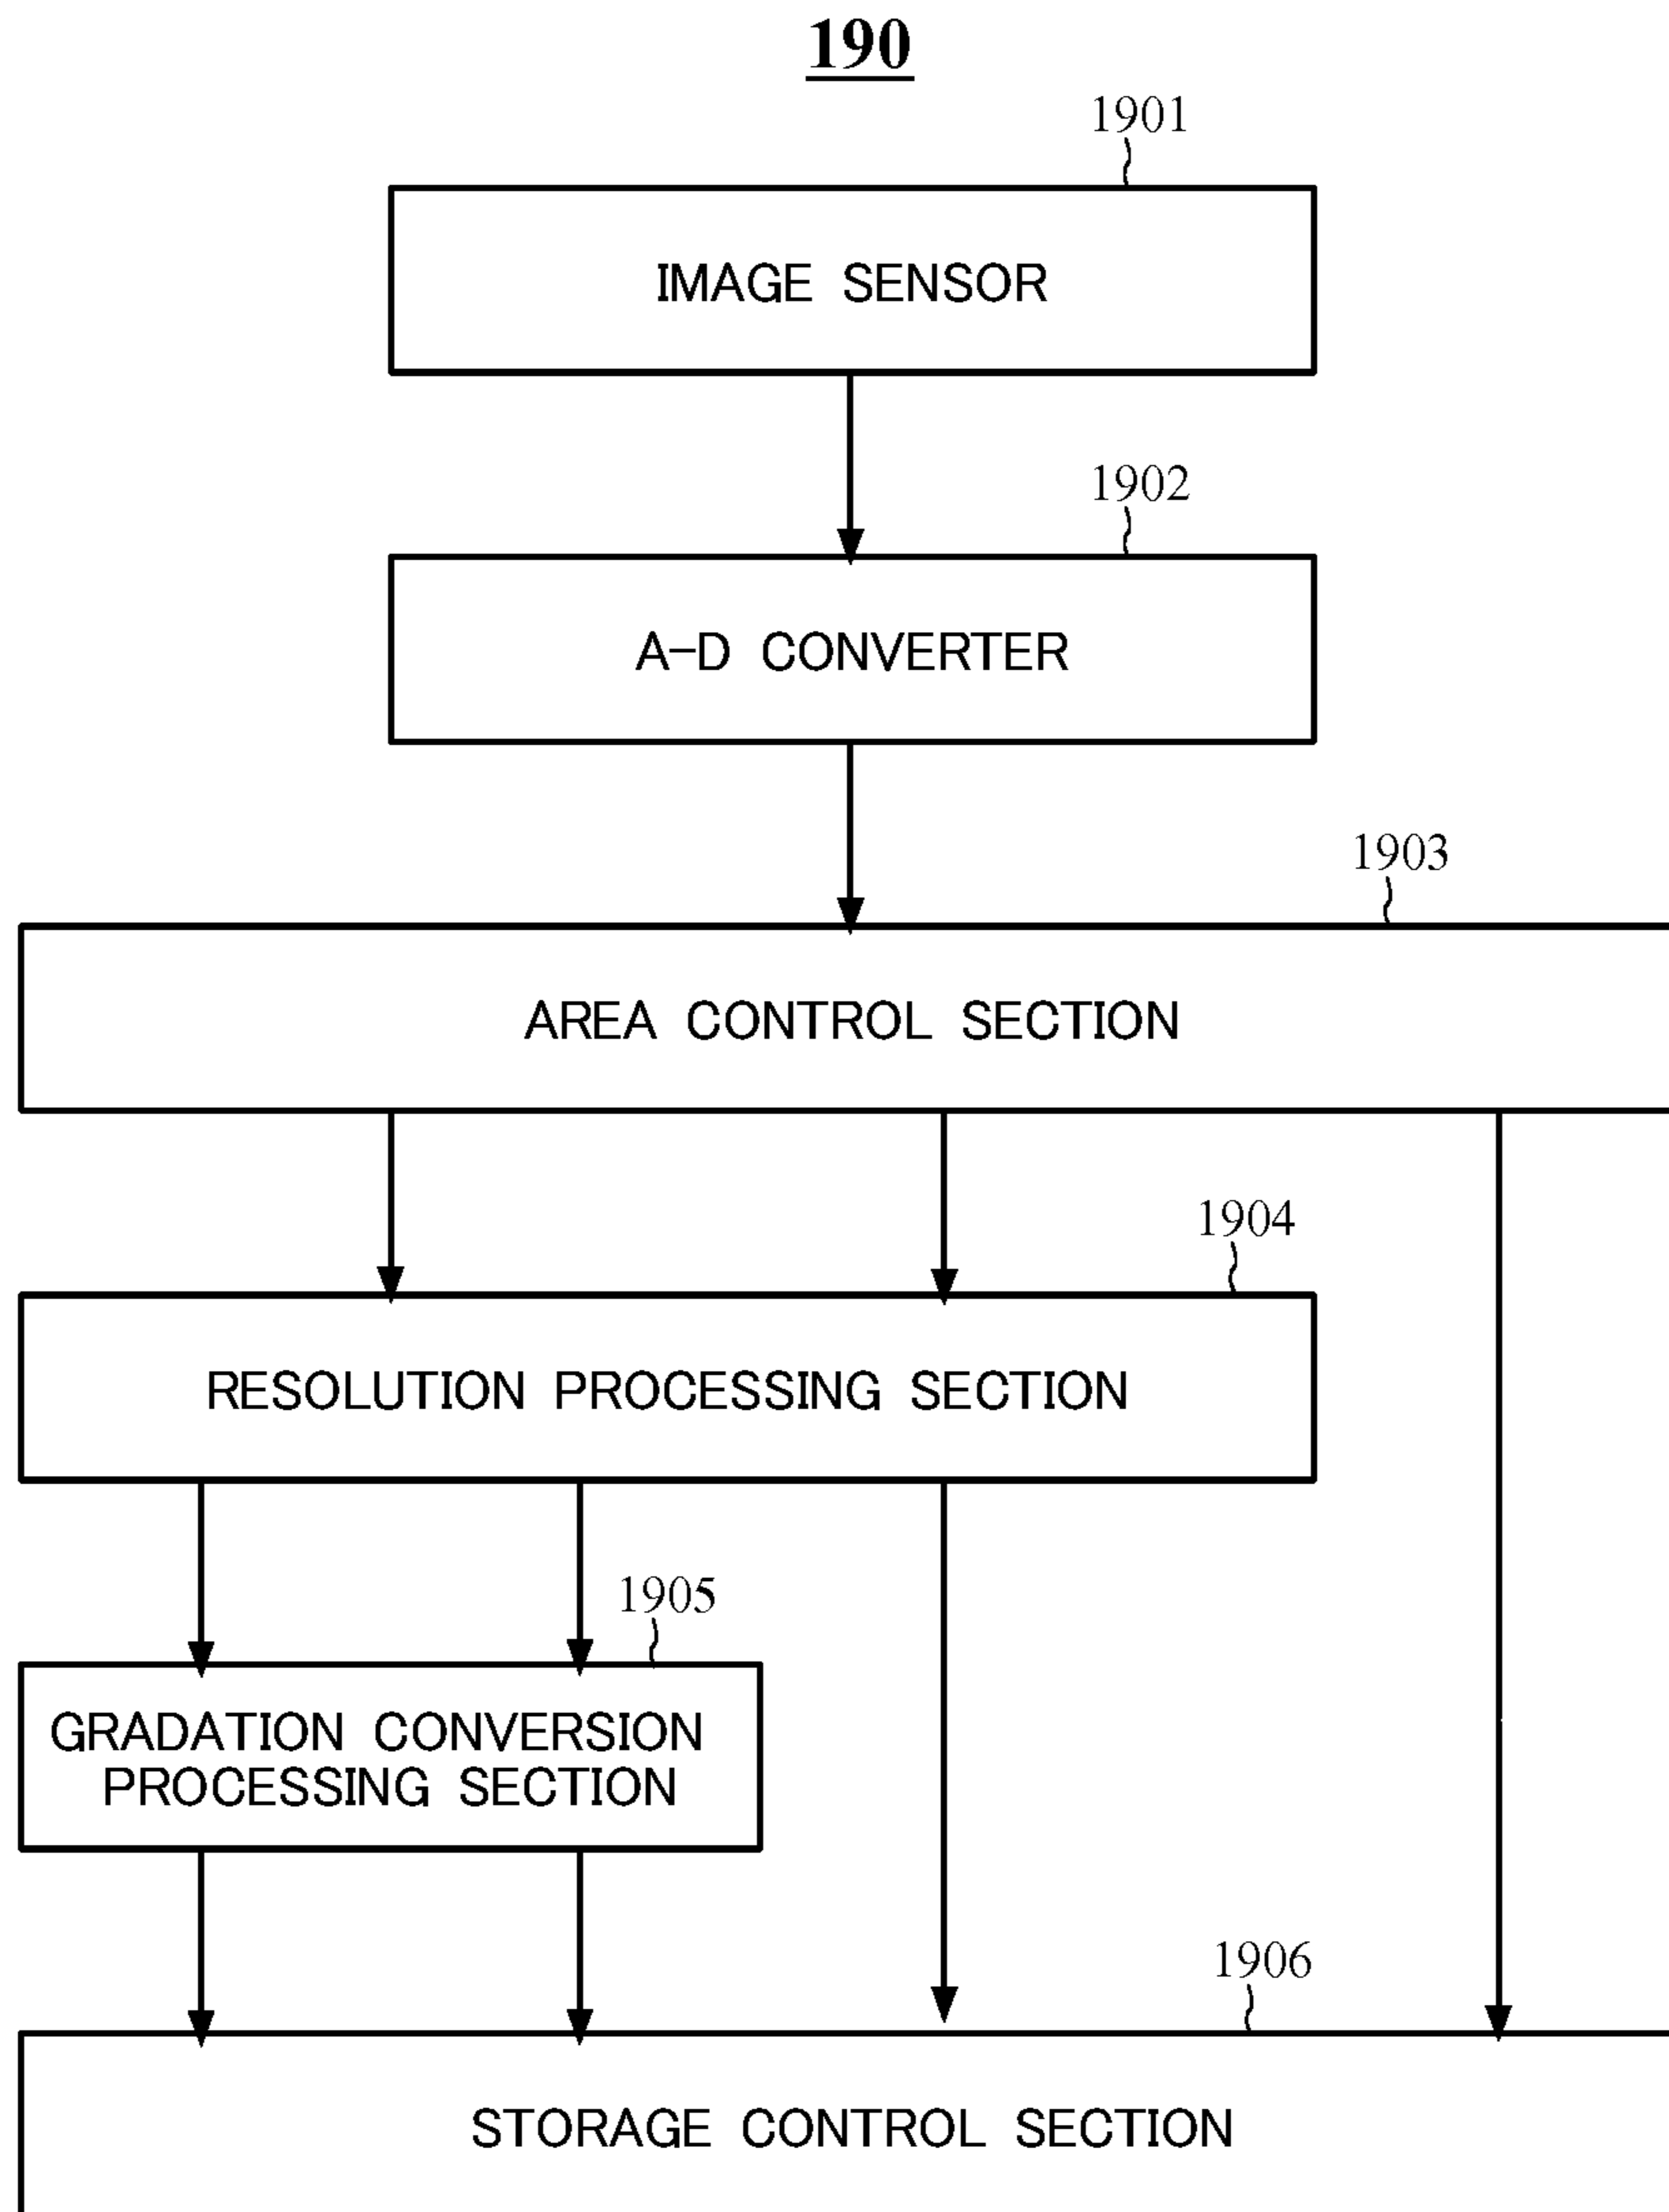 190
1901
IMAGE SENSOR
1902
A-D CONVERTER
1903
AREA CONTROL SECTION
1904
RESOLUTION PROCESSING SECTION
1905
GRADATION CONVERSION
PROCESSING SECTION
1906
STORAGE CONTROL SECTION